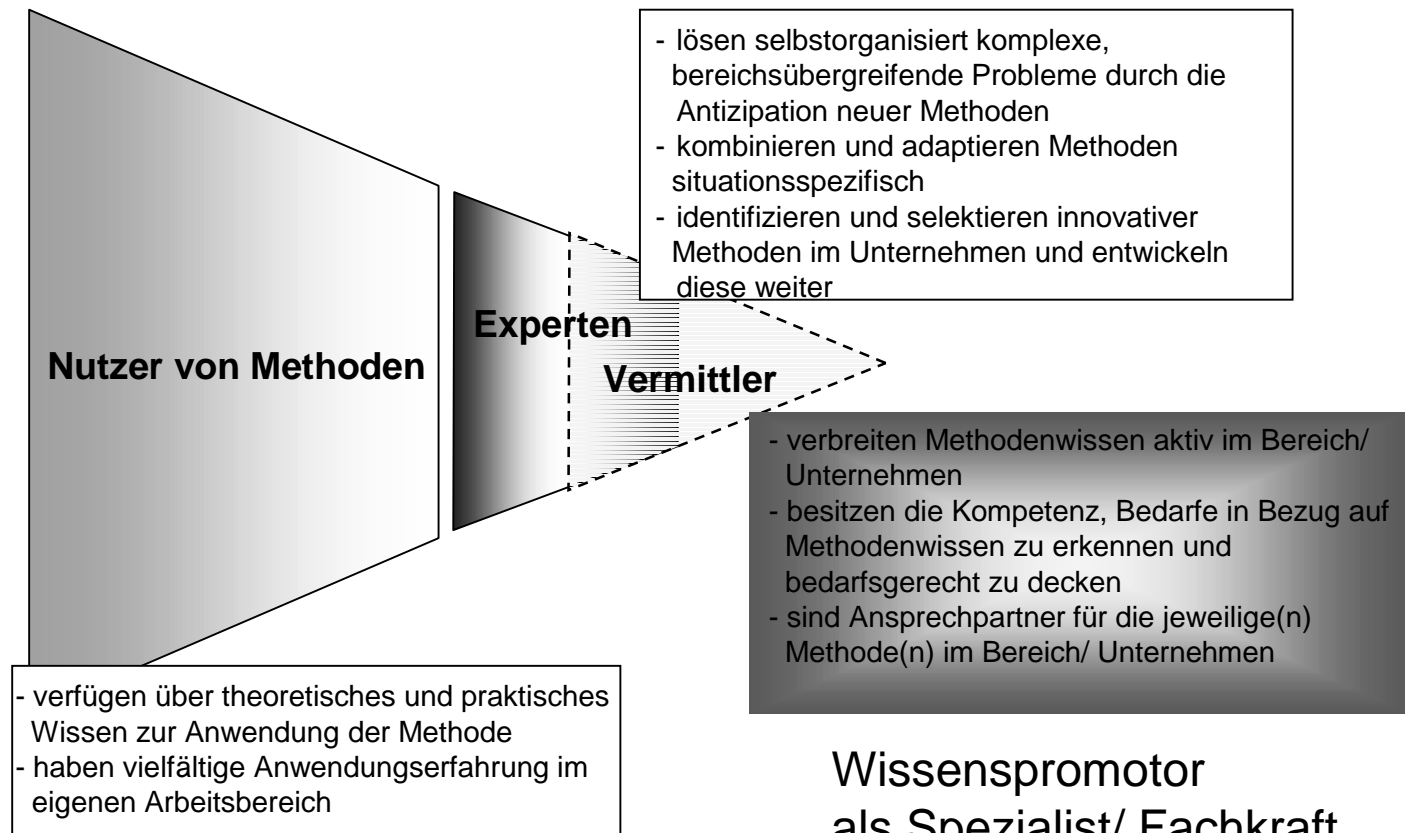 - lösen selbstorganisiert komplexe,
bereichsübergreifende Probleme durch die
Antizipation neuer Methoden
- kombinieren und adaptieren Methoden
situationsspezifisch
- identifizieren und selektieren innovativer
Methoden im Unternehmen und entwickeln
diese weiter
Experten
Nutzer von Methoden
Vermittler
- verbreiten Methodenwissen aktiv im Bereich/
Unternehmen
- besitzen die Kompetenz, Bedarfe in Bezug auf
Methodenwissen zu erkennen und
bedarfsgerecht zu decken
- sind Ansprechpartner für die jeweilige(n)
Methode(n) im Bereich/ Unternehmen
- verfügen über theoretisches und praktisches
Wissen zur Anwendung der Methode
- haben vielfältige Anwendungserfahrung im
eigenen Arbeitsbereich
Wissenspromotor
als Spezialist/ Fachkraft